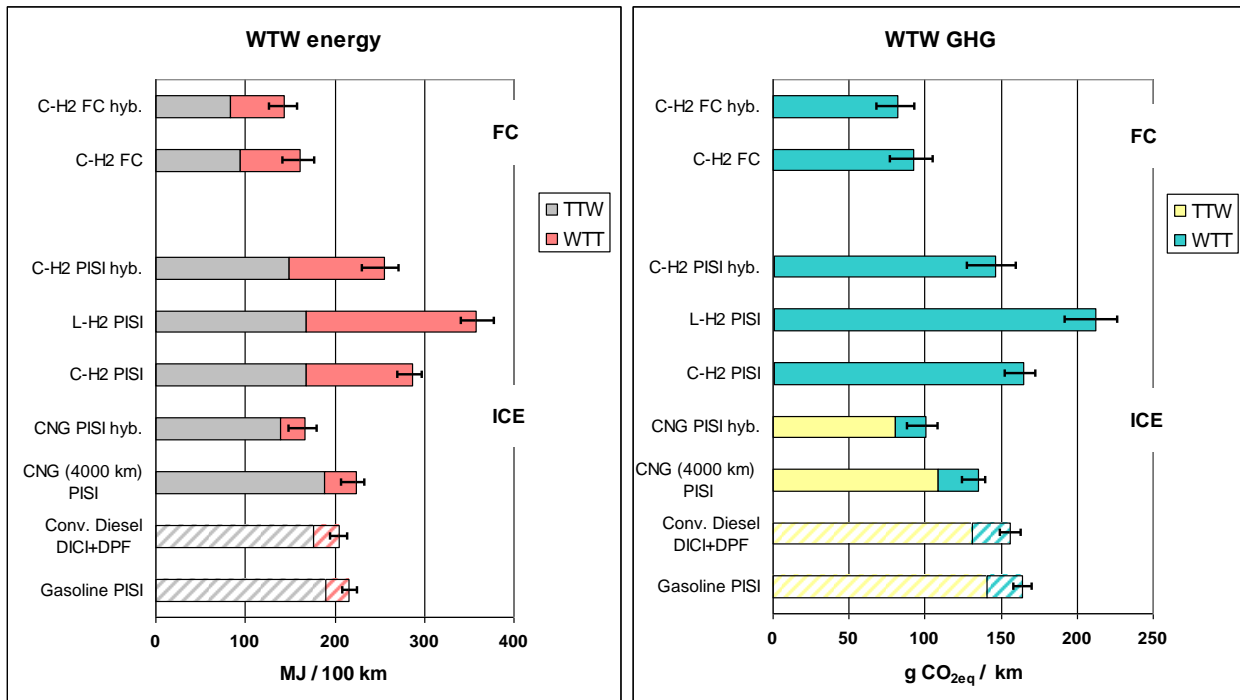 WTW energy
C-H2 FC hyb.
FC
C-H2 FC
TTW
WTT
C-H2 PISI hyb.
L-H2 PISI
C-H2 PISI
ICE
CNG PISI hyb.
CNG (4000 km)
PISI
Conv. Diesel
DICI+DPF
Gasoline PISI
0 100 200 300 400
MJ / 100 km
WTW GHG
C-H2 FC hyb.
FC
C-H2 FC
TTW
WTT
C-H2 PISI hyb.
L-H2 PISI
C-H2 PISI
ICE
CNG PISI hyb.
CNG (4000 km)
PISI
Conv. Diesel
DICI+DPF
Gasoline PISI
0 50 100 150 200 250
g CO2eq / km